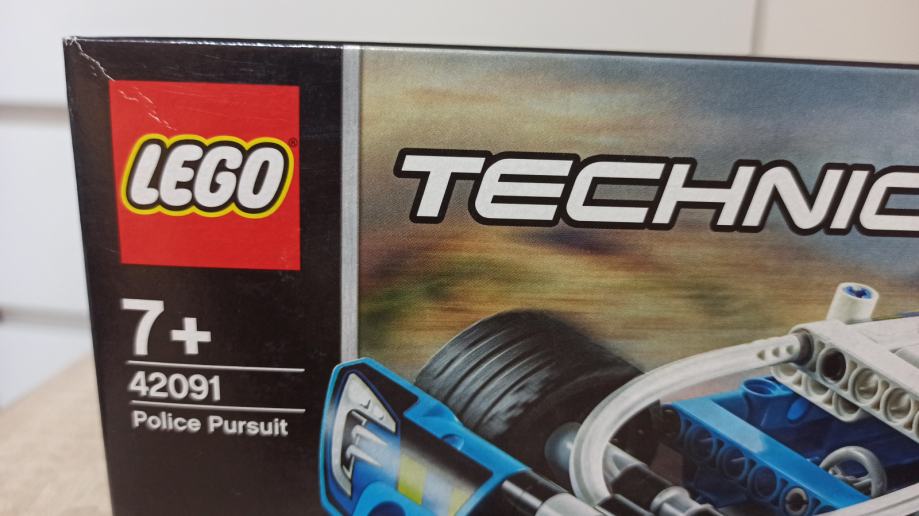 LEGO
TECHNIC
7+
42091
Police Pursuit